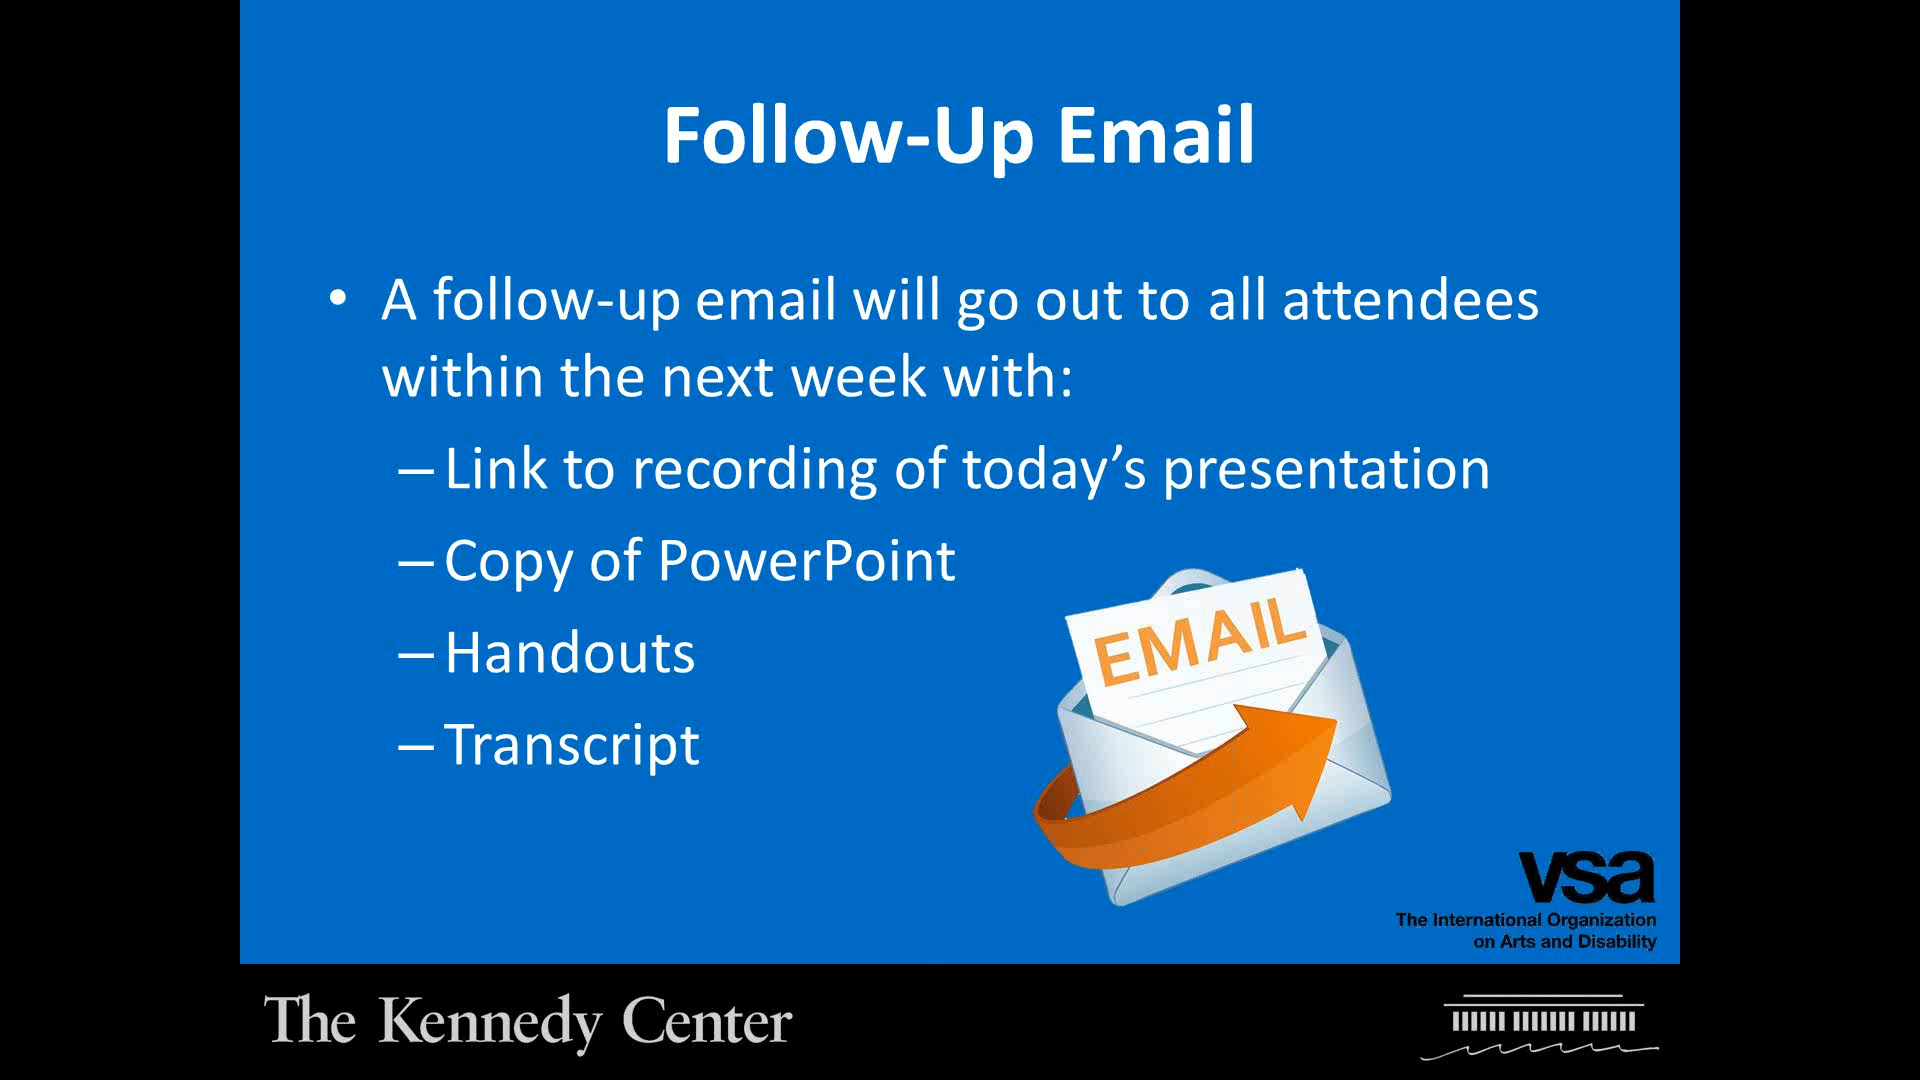 Follow-Up Email
• A follow-up email will go out to all attendees
within the next week with:
– Link to recording of today’s presentation
– Copy of PowerPoint
– Handouts
– Transcript
EMAIL
vsa
The International Organization
on Arts and Disability
The Kennedy Center